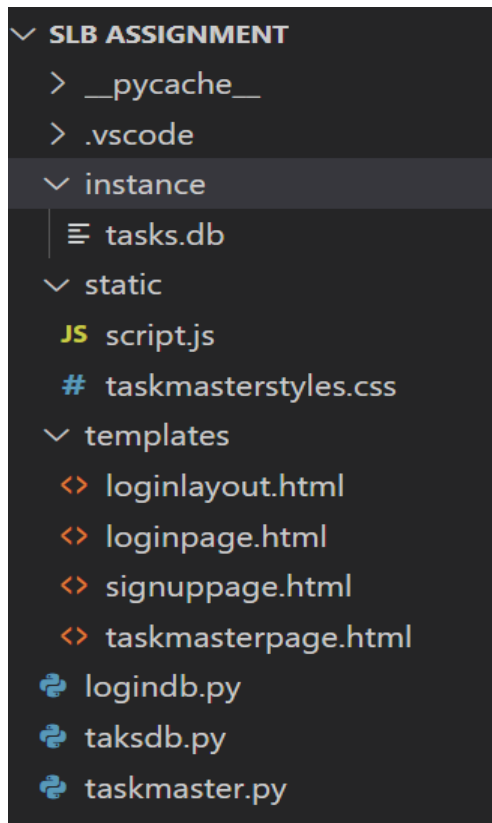 SLB ASSIGNMENT
__pycache__
.vscode
instance
tasks.db
static
JS script.js
# taskmasterstyles.css
templates
<> loginlayout.html
<> loginpage.html
<> signuppage.html
<> taskmasterpage.html
logindb.py
taksdb.py
taskmaster.py